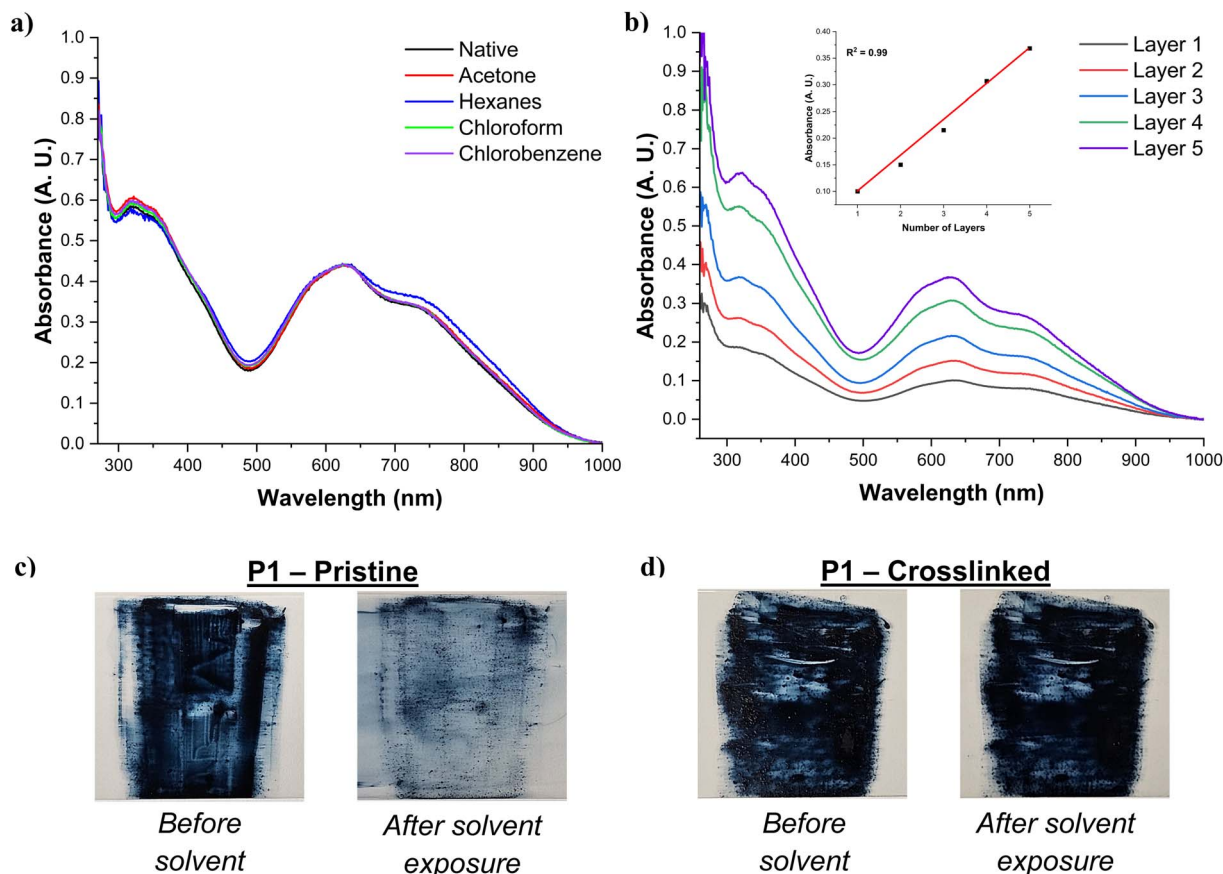 a)
1.0
0.9
0.8
0.7
0.6
0.5
0.4
0.3
0.2
0.1
0.0
Absorbance (A. U.)
300 400 500 600 700 800 900 1000
Wavelength (nm)
Native
Acetone
Hexanes
Chloroform
Chlorobenzene
b)
1.0
0.9
0.8
0.7
0.6
0.5
0.4
0.3
0.2
0.1
0.0
Absorbance (A. U.)
300 400 500 600 700 800 900 1000
Wavelength (nm)
R² = 0.99
0.40
0.35
0.30
0.25
0.20
0.15
0.10
Absorbance (A. U.)
1 2 3 4 5
Number of Layers
Layer 1
Layer 2
Layer 3
Layer 4
Layer 5
c)
P1 – Pristine
Before
solvent
After solvent
exposure
d)
P1 – Crosslinked
Before
solvent
After solvent
exposure